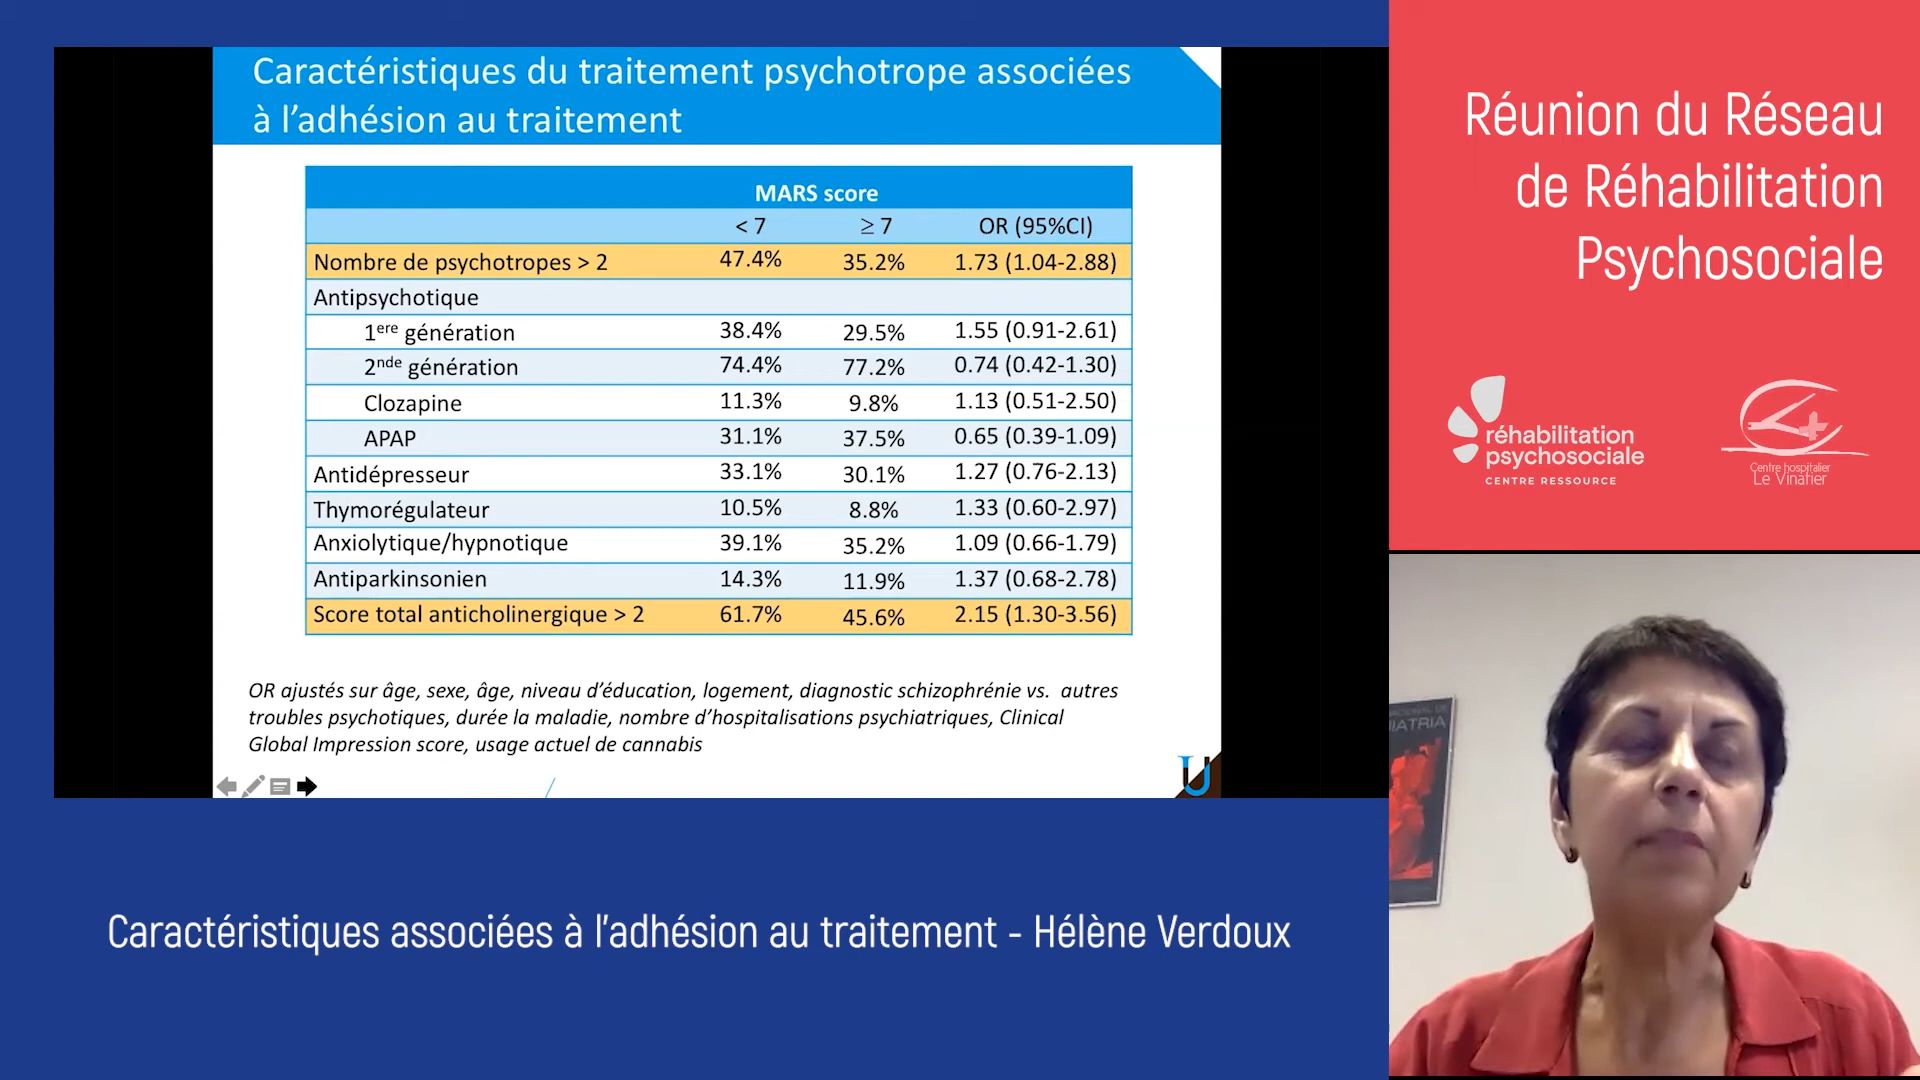 Caractéristiques du traitement psychotrope associées
à l’adhésion au traitement
MARS score
< 7 ≥ 7 OR (95%CI)
Nombre de psychotropes > 2 47.4% 35.2% 1.73 (1.04-2.88)
Antipsychotique
1ere génération 38.4% 29.5% 1.55 (0.91-2.61)
2nde génération 74.4% 77.2% 0.74 (0.42-1.30)
Clozapine 11.3% 9.8% 1.13 (0.51-2.50)
APAP 31.1% 37.5% 0.65 (0.39-1.09)
Antidépresseur 33.1% 30.1% 1.27 (0.76-2.13)
Thymorégulateur 10.5% 8.8% 1.33 (0.60-2.97)
Anxiolytique/hypnotique 39.1% 35.2% 1.09 (0.66-1.79)
Antiparkinsonien 14.3% 11.9% 1.37 (0.68-2.78)
Score total anticholinergique > 2 61.7% 45.6% 2.15 (1.30-3.56)
OR ajustés sur âge, sexe, âge, niveau d’éducation, logement, diagnostic schizophrénie vs. autres
troubles psychotiques, durée la maladie, nombre d’hospitalisations psychiatriques, Clinical
Global Impression score, usage actuel de cannabis
U
Caractéristiques associées à l'adhésion au traitement - Hélène Verdoux
Réunion du Réseau
de Réhabilitation
Psychosociale
réhabilitation
psychosociale
CENTRE RESSOURCE
Centre hospitalier
Le Vinatier